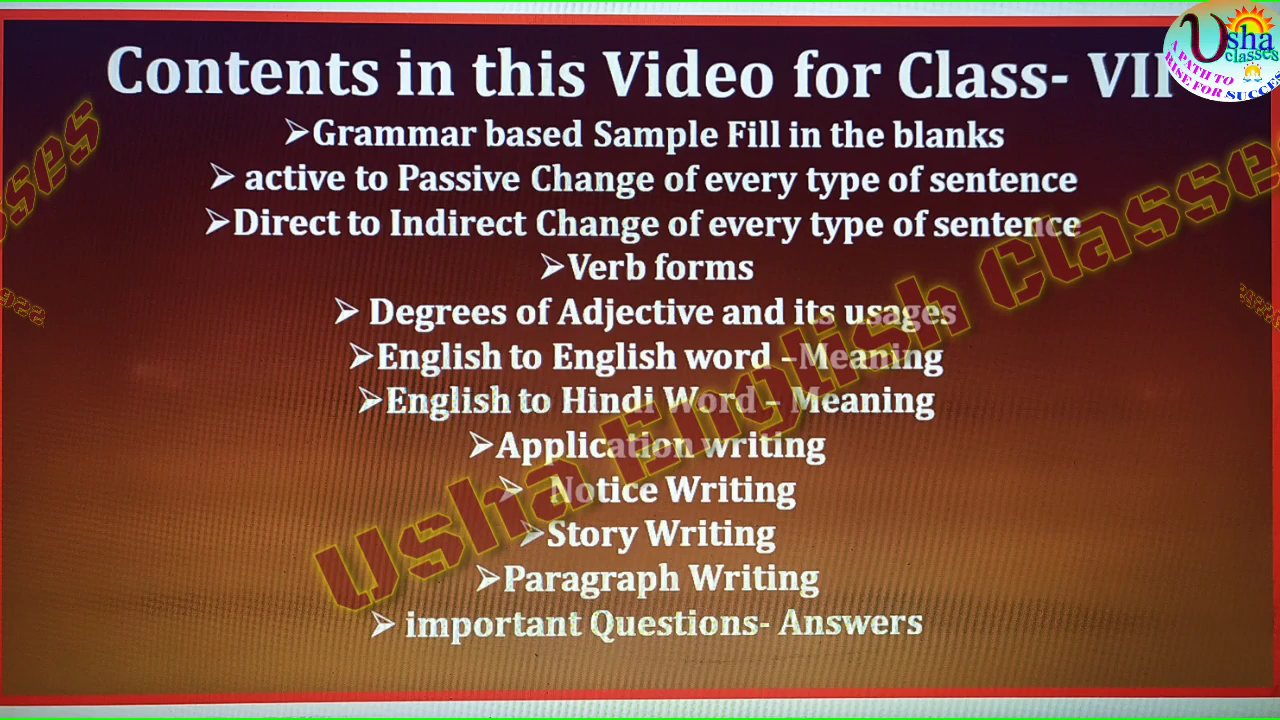 Contents in this Video for Class- VII
Usha
classes
A PATH TO
RISE FOR
➢Grammar based Sample Fill in the blanks
➢ active to Passive Change of every type of sentence
➢Direct to Indirect Change of every type of sentence
➢Verb forms
➢ Degrees of Adjective and its usages
➢English to English word –Meaning
➢English to Hindi Word – Meaning
➢Application writing
➢ Notice Writing
➢Story Writing
➢Paragraph Writing
➢ important Questions- Answers
Usha English Classe